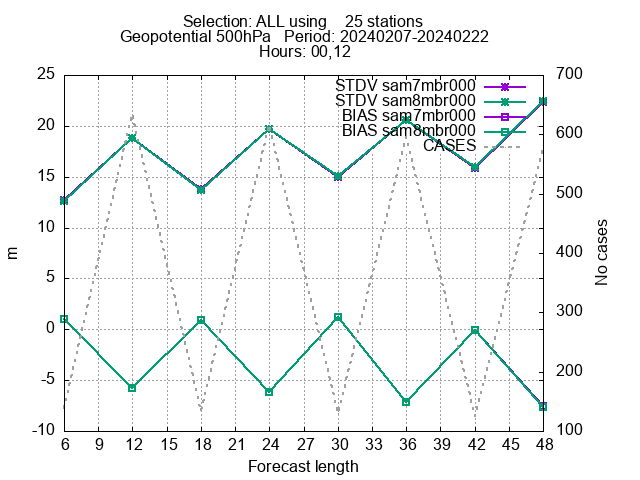 Selection: ALL using    25 stations
Geopotential 500hPa   Period: 20240207-20240222
Hours: 00,12
STDV sam7mbr000
STDV sam8mbr000
BIAS sam7mbr000
BIAS sam8mbr000
CASES
25
20
15
10
5
0
-5
-10
m
700
600
500
400
300
200
100
No cases
6 9 12 15 18 21 24 27 30 33 36 39 42 45 48
Forecast length